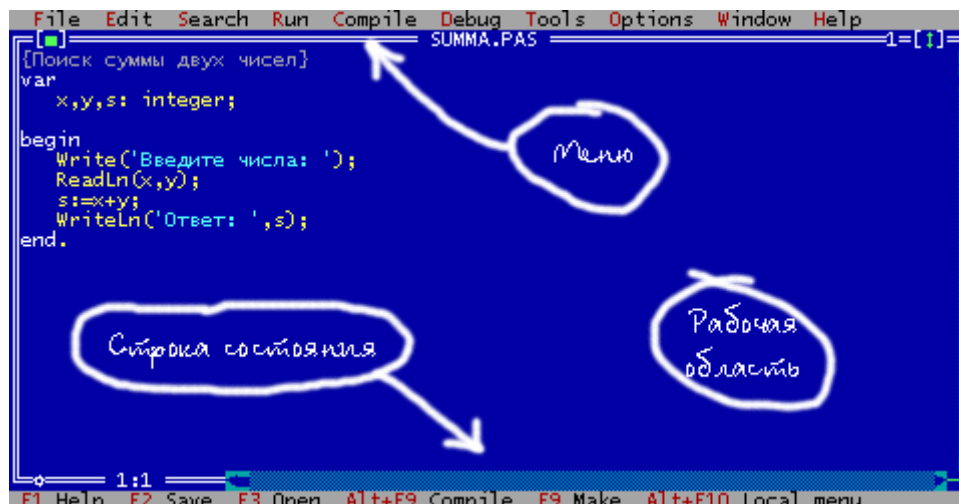 File Edit Search Run Compile Debug Tools Options Window Help
[■] SUMMA.PAS 1=[↕]
{Поиск суммы двух чисел}
var
x,y,s: integer;
begin
Write('Введите числа: ');
ReadLn(x,y);
s:=x+y;
WriteLn('Ответ: ',s);
end.
Меню
Строка состояния
Рабочая
область
1:1
F1 Help F2 Save F3 Open Alt+F9 Compile F9 Make Alt+F10 Local menu